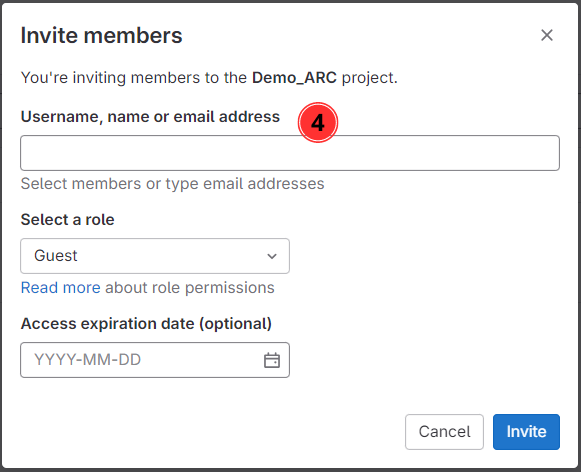 Invite members
You're inviting members to the Demo_ARC project.
Username, name or email address
4
Select members or type email addresses
Select a role
Guest
Read more about role permissions
Access expiration date (optional)
YYYY-MM-DD
Cancel Invite